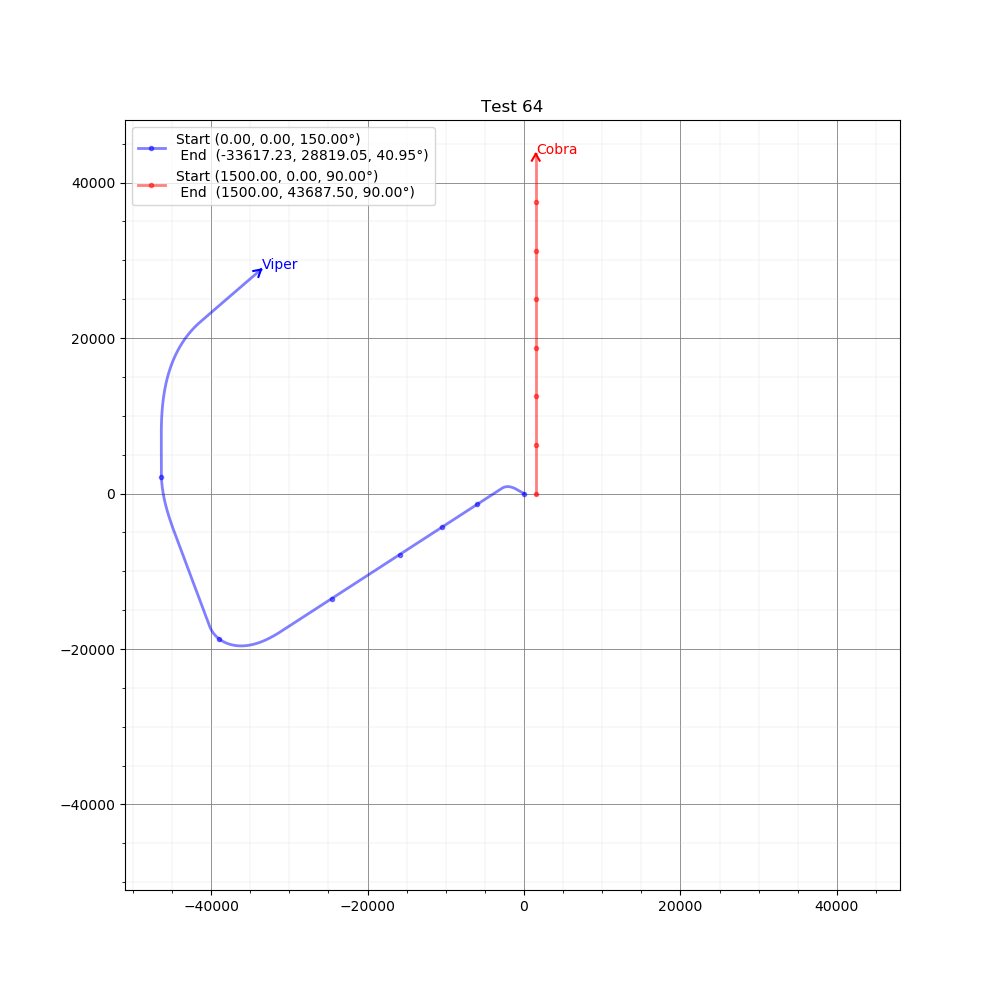 Test 64
Start (0.00, 0.00, 150.00°)
End  (-33617.23, 28819.05, 40.95°)
Start (1500.00, 0.00, 90.00°)
End  (1500.00, 43687.50, 90.00°)
Cobra
Viper
40000
20000
0
−20000
−40000
−40000
−20000
0
20000
40000